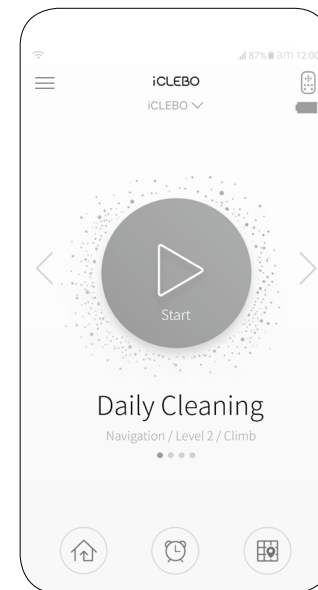 87% am 12:00
iCLEBO
iCLEBO
Start
Daily Cleaning
Navigation / Level 2 / Climb